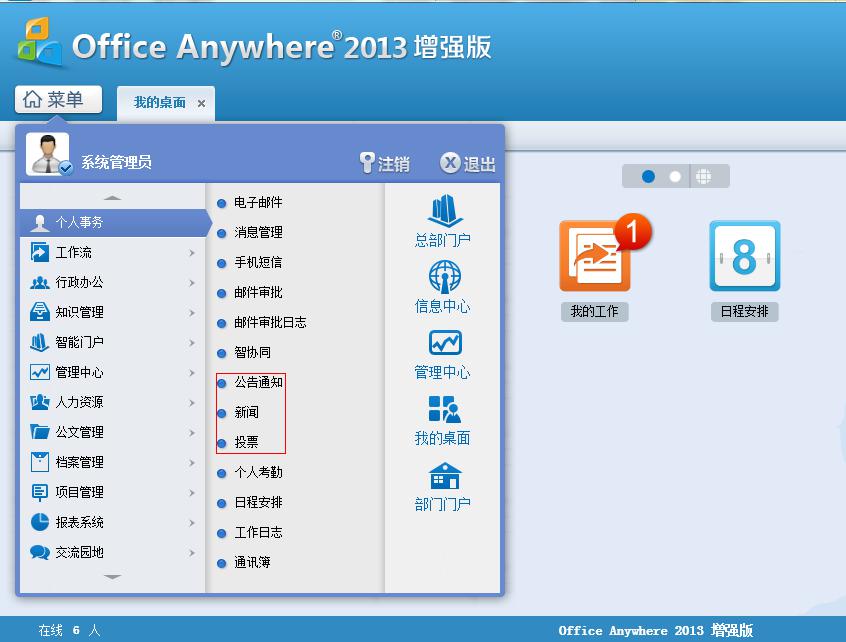 Office Anywhere® 2013 增强版
菜单
我的桌面 ×
系统管理员
注销
退出
个人事务
工作流
行政办公
知识管理
智能门户
管理中心
人力资源
公文管理
档案管理
项目管理
报表系统
交流园地
电子邮件
消息管理
手机短信
邮件审批
邮件审批日志
智协同
公告通知
新闻
投票
个人考勤
日程安排
工作日志
通讯簿
总部门户
信息中心
管理中心
我的桌面
部门门户
1
我的工作
8
日程安排
在线 6 人
Office Anywhere 2013 增强版